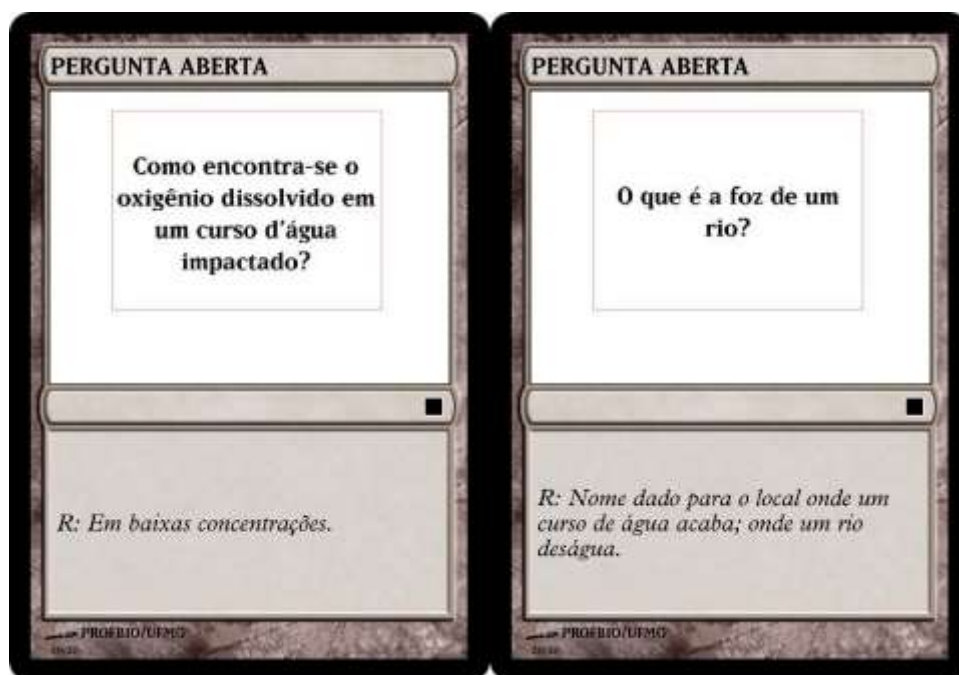 PERGUNTA ABERTA
Como encontra-se o
oxigênio dissolvido em
um curso d'água
impactado?
R: Em baixas concentrações.
PROFBIO/UFMG
PERGUNTA ABERTA
O que é a foz de um
rio?
R: Nome dado para o local onde um
curso de água acaba; onde um rio
deságua.
PROFBIO/UFMG